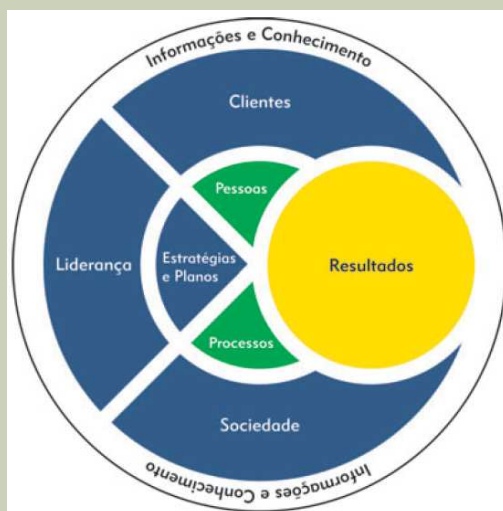 Informações e Conhecimento
Clientes
Pessoas
Liderança
Estratégias
e Planos
Resultados
Processos
Sociedade
Informações e Conhecimento